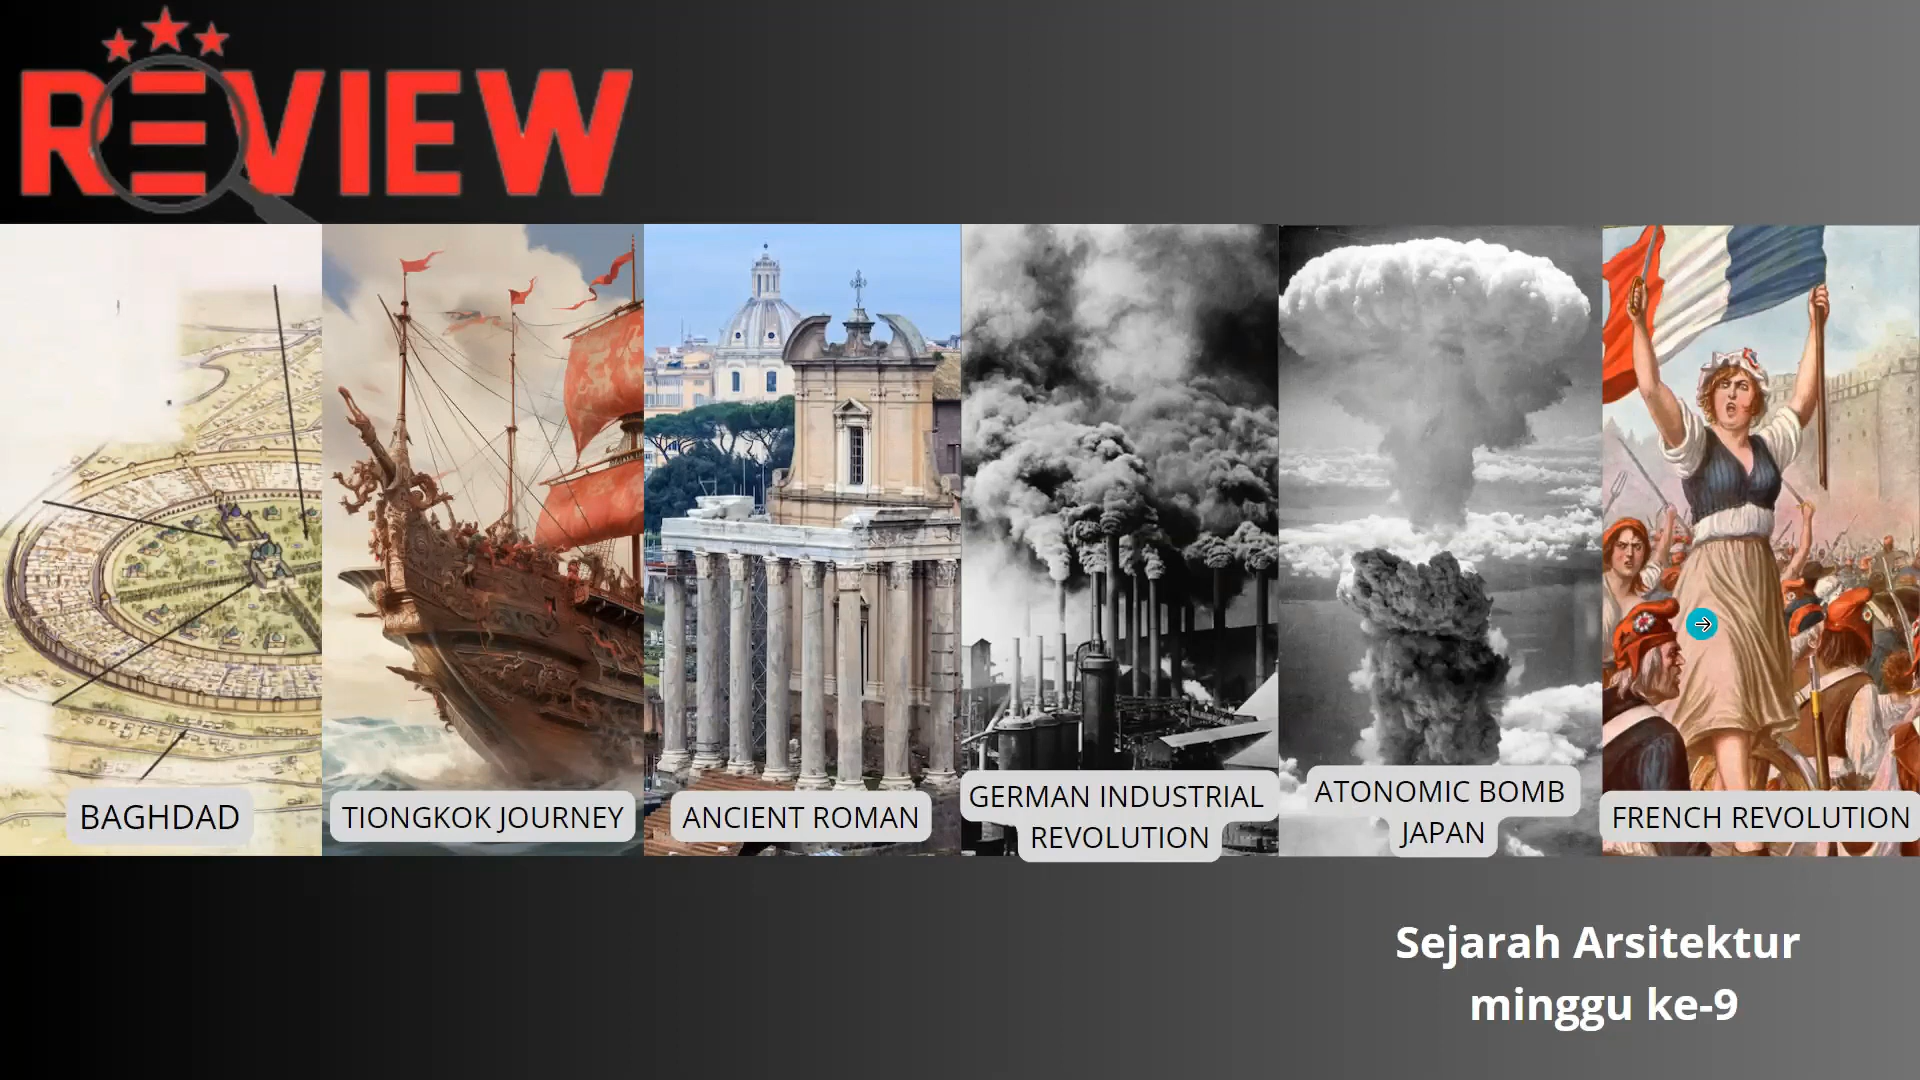 REVIEW
BAGHDAD
TIONGKOK JOURNEY
ANCIENT ROMAN
GERMAN INDUSTRIAL
REVOLUTION
ATONOMIC BOMB
JAPAN
FRENCH REVOLUTION
Sejarah Arsitektur
minggu ke-9